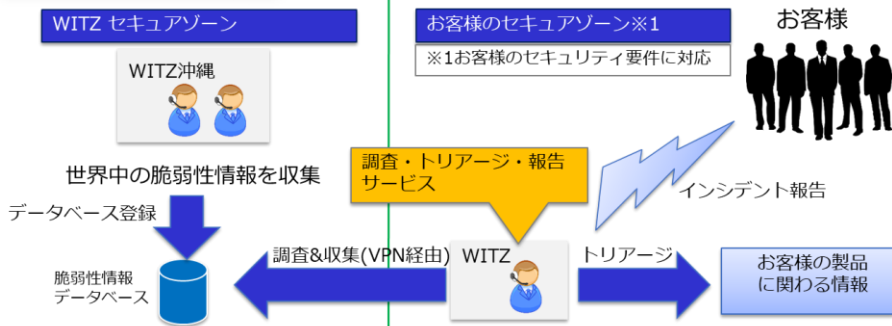 WITZ セキュアゾーン
WITZ沖縄
世界中の脆弱性情報を収集
データベース登録
脆弱性情報
データベース
お客様のセキュアゾーン※1
※1お客様のセキュリティ要件に対応
お客様
調査・トリアージ・報告
サービス
インシデント報告
調査&収集(VPN経由)
WITZ
トリアージ
お客様の製品
に関わる情報